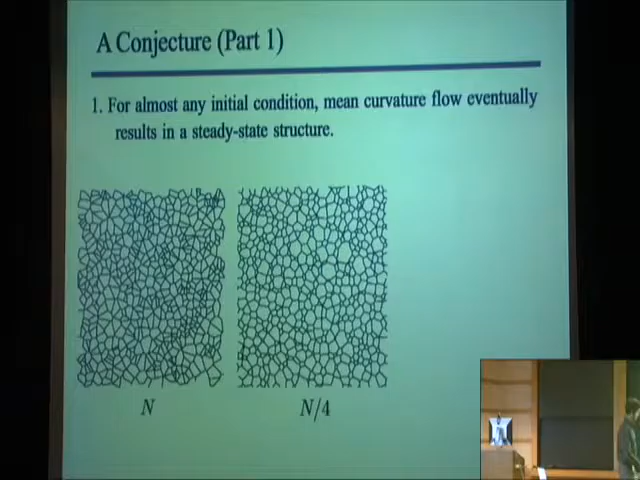 A Conjecture (Part 1)
1. For almost any initial condition, mean curvature flow eventually
results in a steady-state structure.
N
N/4